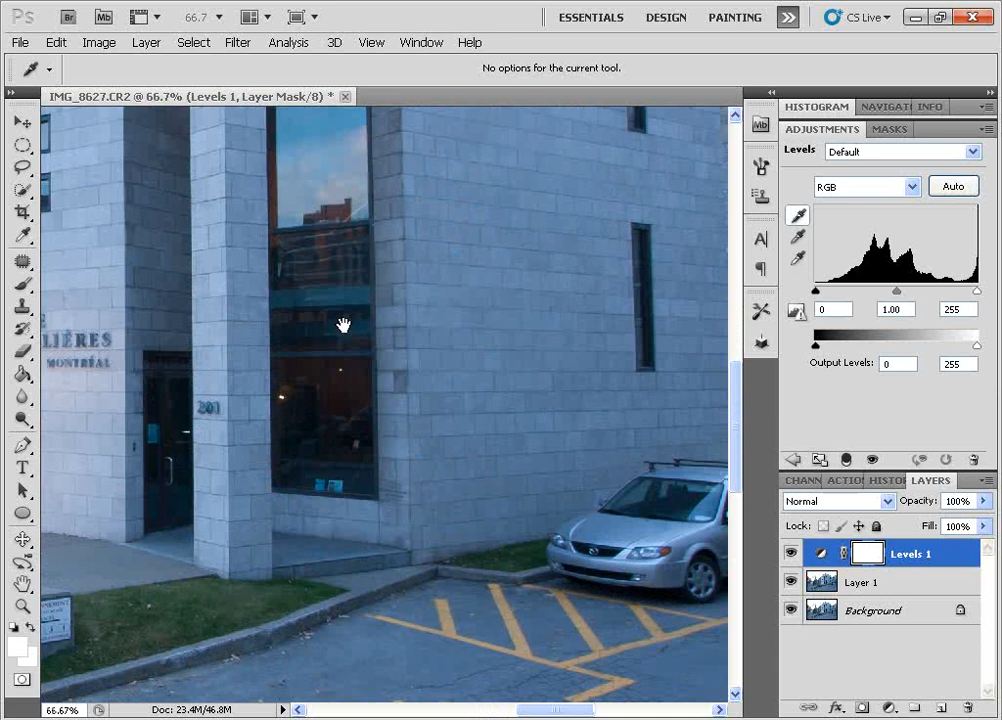 Ps Br Mb 66.7 ESSENTIALS DESIGN PAINTING CS Live
File Edit Image Layer Select Filter Analysis 3D View Window Help
No options for the current tool.
IMG_8627.CR2 @ 66.7% (Levels 1, Layer Mask/8) *
HISTOGRAM NAVIGATI INFO
Mb
ADJUSTMENTS MASKS
Levels Default
RGB Auto
0 1.00 255
Output Levels: 0 255
LIÈRES
MONTRÉAL
201
CHANN ACTIO HISTO LAYERS
Normal Opacity: 100%
Lock: Fill: 100%
Levels 1
Layer 1
Background
66.67% Doc: 23.4M/46.8M